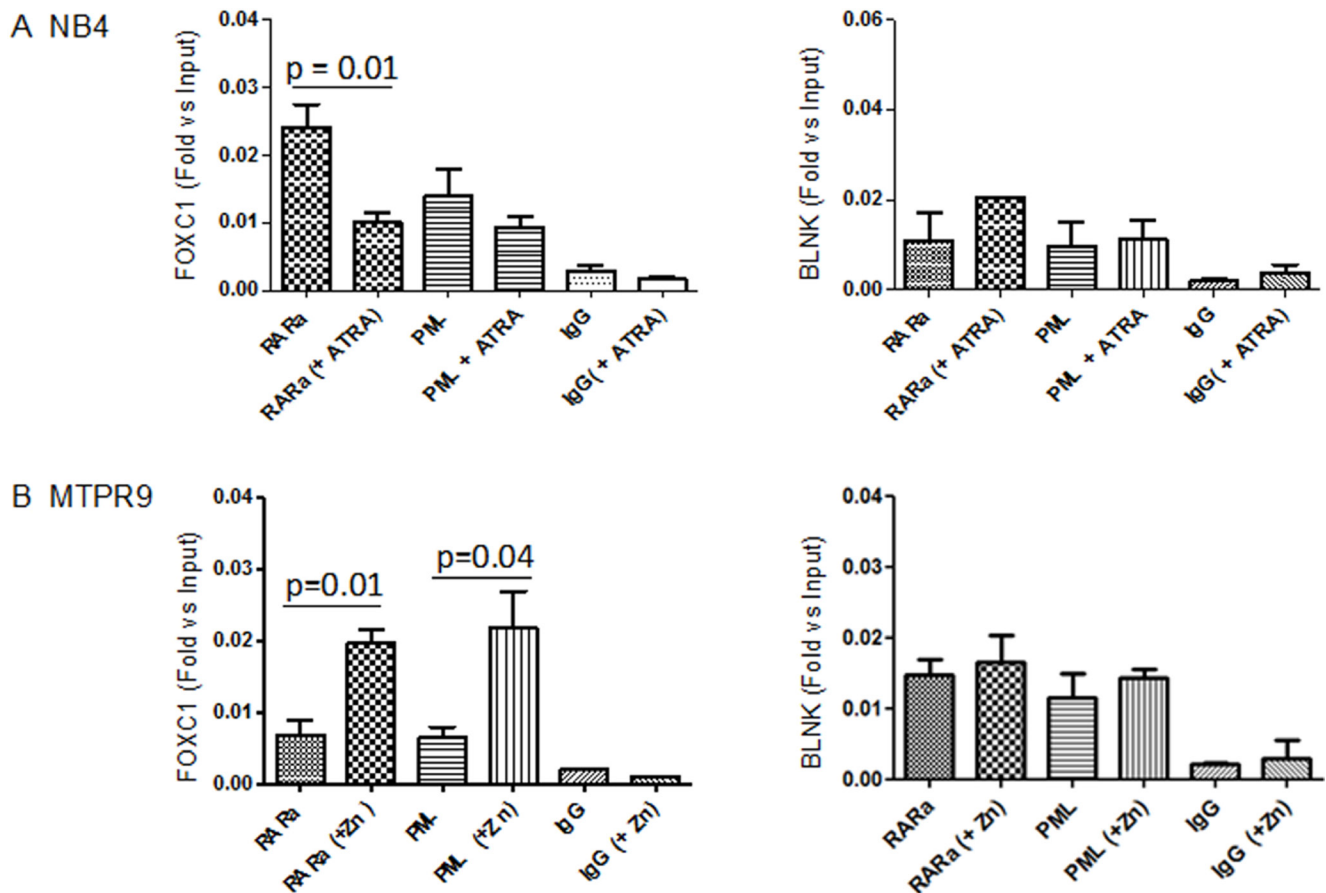 A NB4
FOXC1 (Fold vs Input)
0.04
0.03
0.02
0.01
0.00
p = 0.01
RARa
RARa (+ ATRA)
PML
PML + ATRA
IgG
IgG( + ATRA)
BLNK (Fold vs Input)
0.06
0.04
0.02
0.00
RARa
RARa (+ ATRA)
PML
PML + ATRA
IgG
IgG( + ATRA)
B MTPR9
FOXC1 (Fold vs Input)
0.04
0.03
0.02
0.01
0.00
p=0.01
p=0.04
RARa
RARa (+Zn )
PML
PML (+Zn)
IgG
IgG (+ Zn)
BLNK (Fold vs Input)
0.04
0.03
0.02
0.01
0.00
RARa
RARa (+ Zn)
PML
PML (+Zn)
IgG
IgG (+Zn)